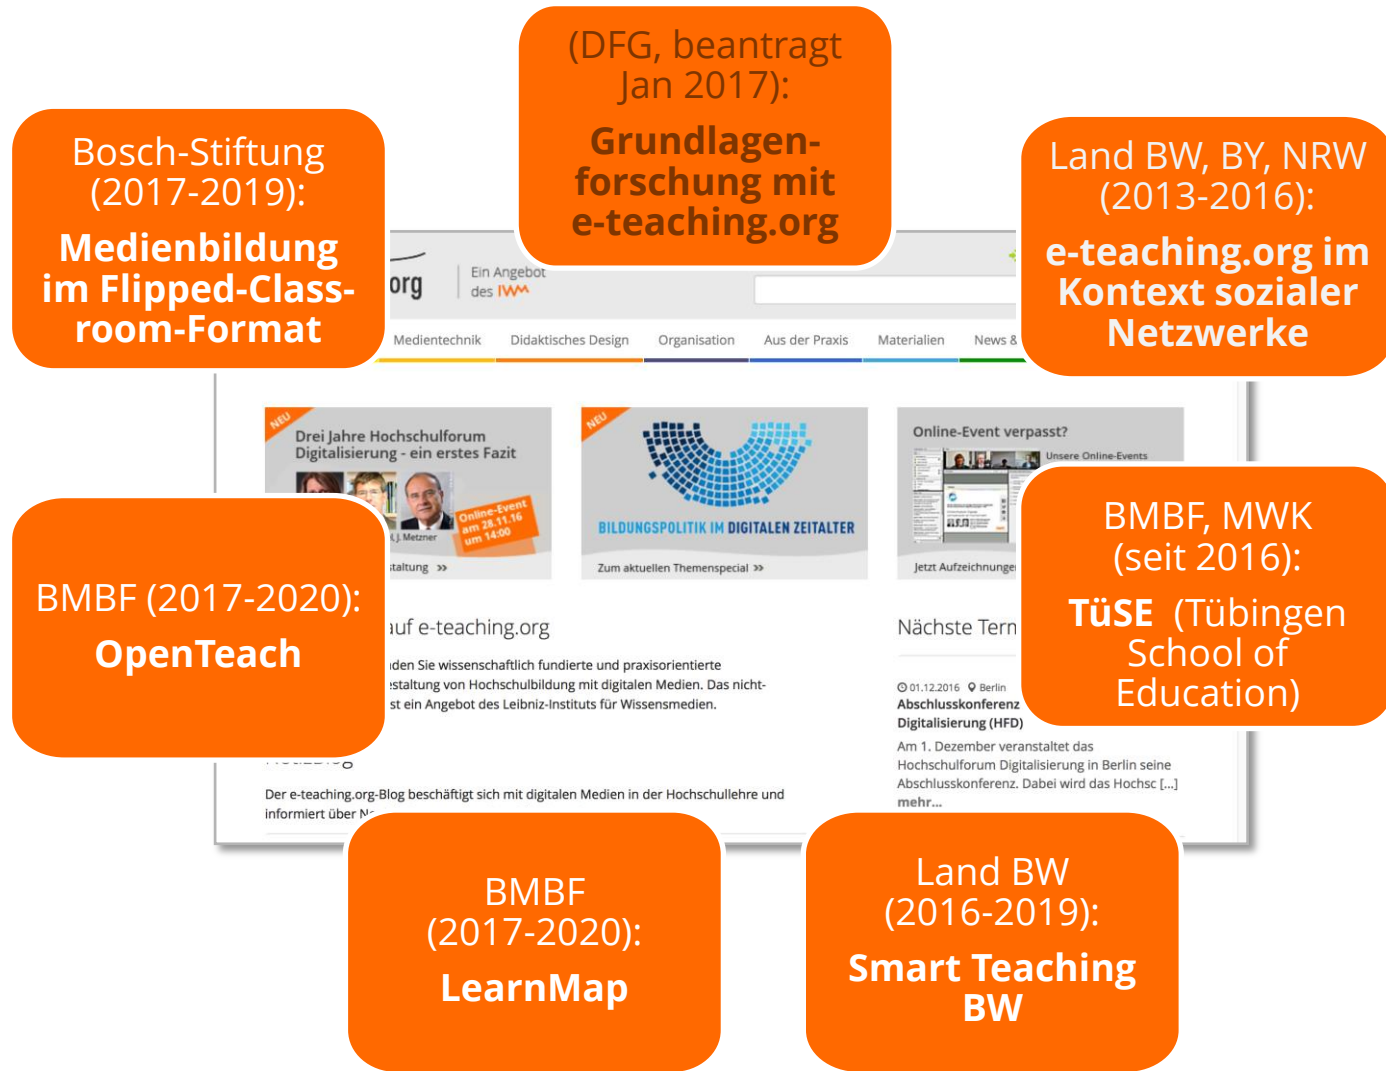 (DFG, beantragt
Jan 2017):
Grundlagen-
forschung mit
e-teaching.org
Bosch-Stiftung
(2017-2019):
Medienbildung
im Flipped-Class-
room-Format
Land BW, BY, NRW
(2013-2016):
e-teaching.org im
Kontext sozialer
Netzwerke
org
Ein Angebot
des IWM
Medientechnik
Didaktisches Design
Organisation
Aus der Praxis
Materialien
News &
NEU
Drei Jahre Hochschulforum
Digitalisierung - ein erstes Fazit
Online-Event
am 28.11.16
um 14:00
J. Metzner
staltung »
NEU
BILDUNGSPOLITIK IM DIGITALEN ZEITALTER
Zum aktuellen Themenspecial »
Online-Event verpasst?
Unsere Online-Events
Jetzt Aufzeichnunge
BMBF (2017-2020):
OpenTeach
BMBF, MWK
(seit 2016):
TüSE (Tübingen
School of
Education)
auf e-teaching.org
den Sie wissenschaftlich fundierte und praxisorientierte
estaltung von Hochschulbildung mit digitalen Medien. Das nicht-
st ein Angebot des Leibniz-Instituts für Wissensmedien.
Der e-teaching.org-Blog beschäftigt sich mit digitalen Medien in der Hochschullehre und
informiert über
Nächste Term
01.12.2016 Berlin
Abschlusskonferenz
Digitalisierung (HFD)
Am 1. Dezember veranstaltet das
Hochschulforum Digitalisierung in Berlin seine
Abschlusskonferenz. Dabei wird das Hochsc [...]
mehr...
BMBF
(2017-2020):
LearnMap
Land BW
(2016-2019):
Smart Teaching
BW